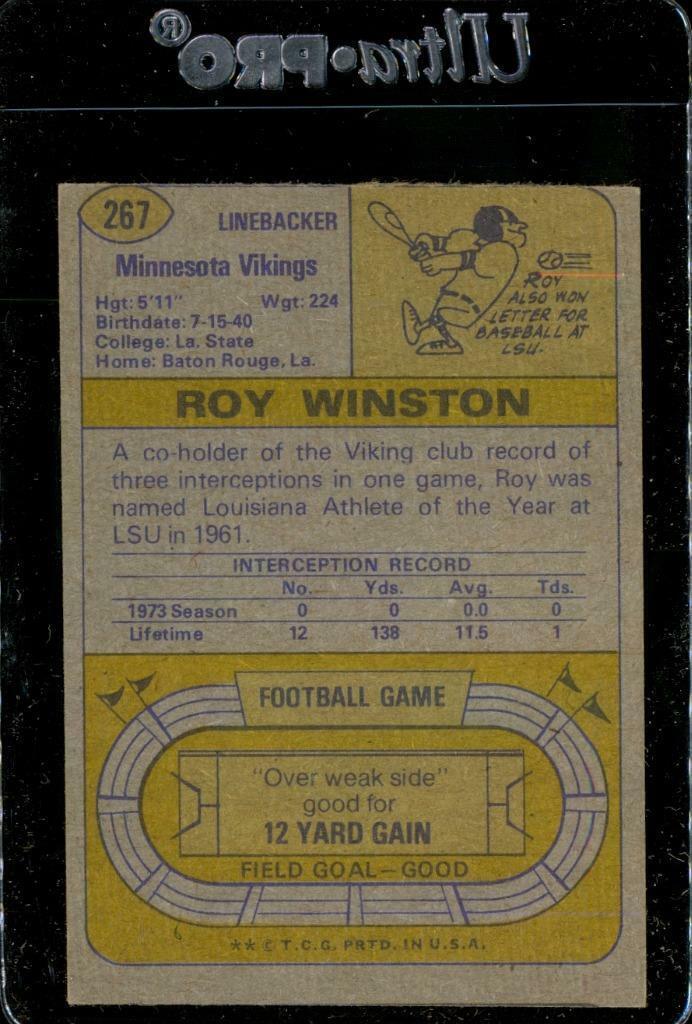 Ultra•PRO®
267
LINEBACKER
Minnesota Vikings
Hgt: 5'11" Wgt: 224
Birthdate: 7-15-40
College: La. State
Home: Baton Rouge, La.
ROY
ALSO WON
LETTER FOR
BASEBALL AT
LSU.
ROY WINSTON
A co-holder of the Viking club record of
three interceptions in one game, Roy was
named Louisiana Athlete of the Year at
LSU in 1961.
INTERCEPTION RECORD
No. Yds. Avg. Tds.
1973 Season 0 0 0.0 0
Lifetime 12 138 11.5 1
FOOTBALL GAME
"Over weak side"
good for
12 YARD GAIN
FIELD GOAL—GOOD
** © T.C.G. PRTD. IN U.S.A.